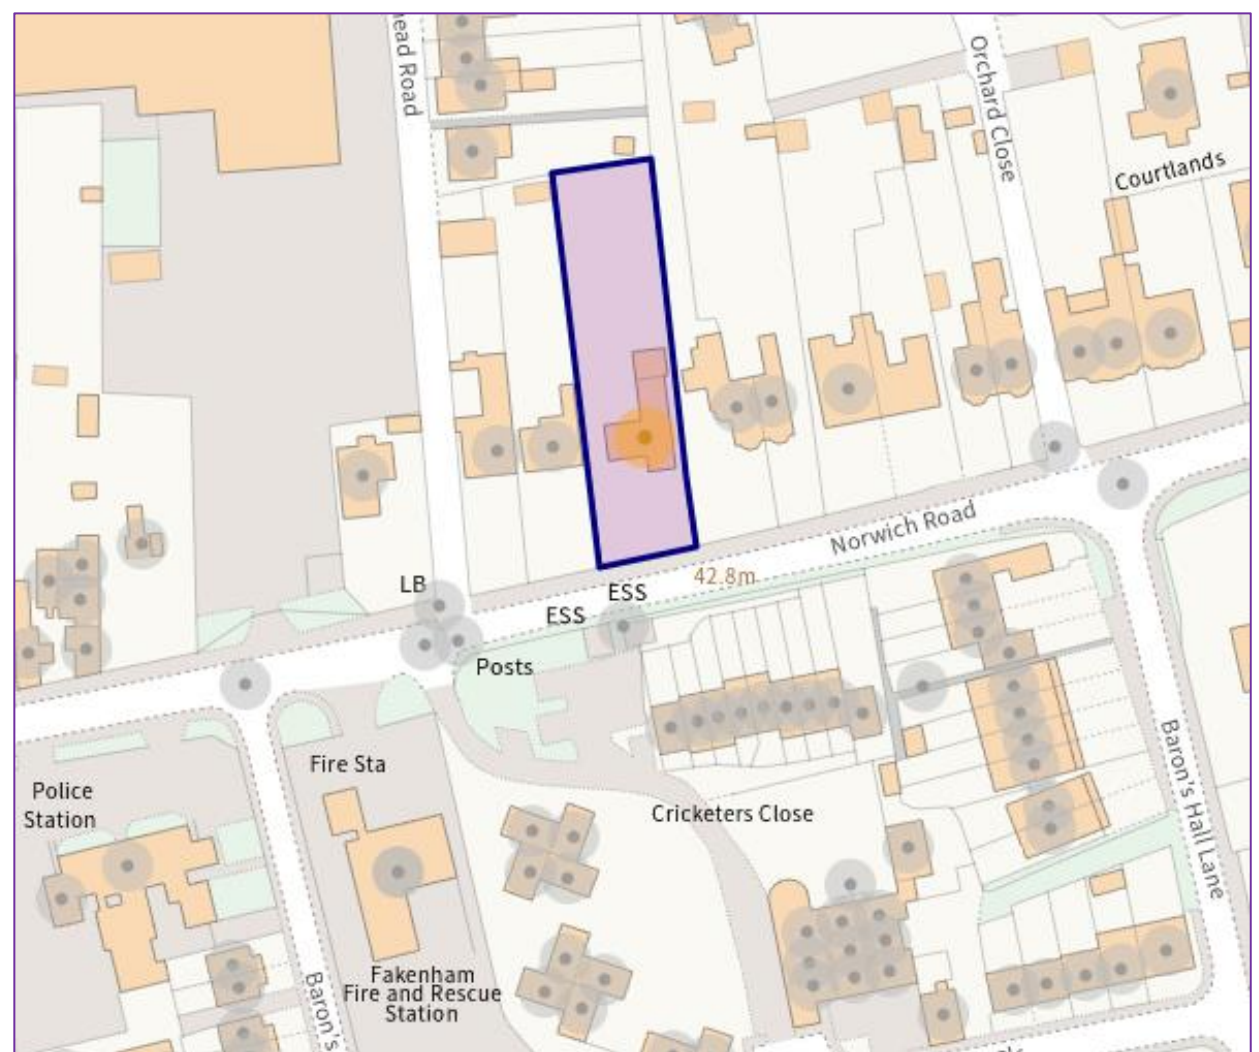 Orchard Close
Courtlands
Norwich Road
42.8m
LB
ESS
ESS
Posts
Fire Sta
Police
Station
Cricketers Close
Baron's Hall Lane
Fakenham
Fire and Rescue
Station
Baron's
Road